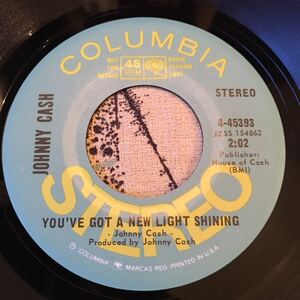 COLUMBIA
NOT FOR RESALE
45 RPM
RADIO STATION COPY
STEREO
JOHNNY CASH
4-45393
JZSS 154862
2:02
Publisher:
House of Cash
(BMI)
STEREO
YOU'VE GOT A NEW LIGHT SHINING
- Johnny Cash -
Produced by Johnny Cash
® "COLUMBIA", MARCAS REG. PRINTED IN U.S.A.